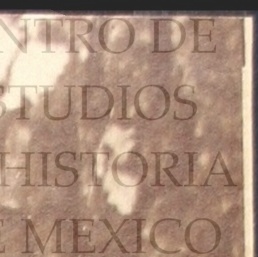 NTRO DE
STUDIOS
HISTORIA
E MEXICO